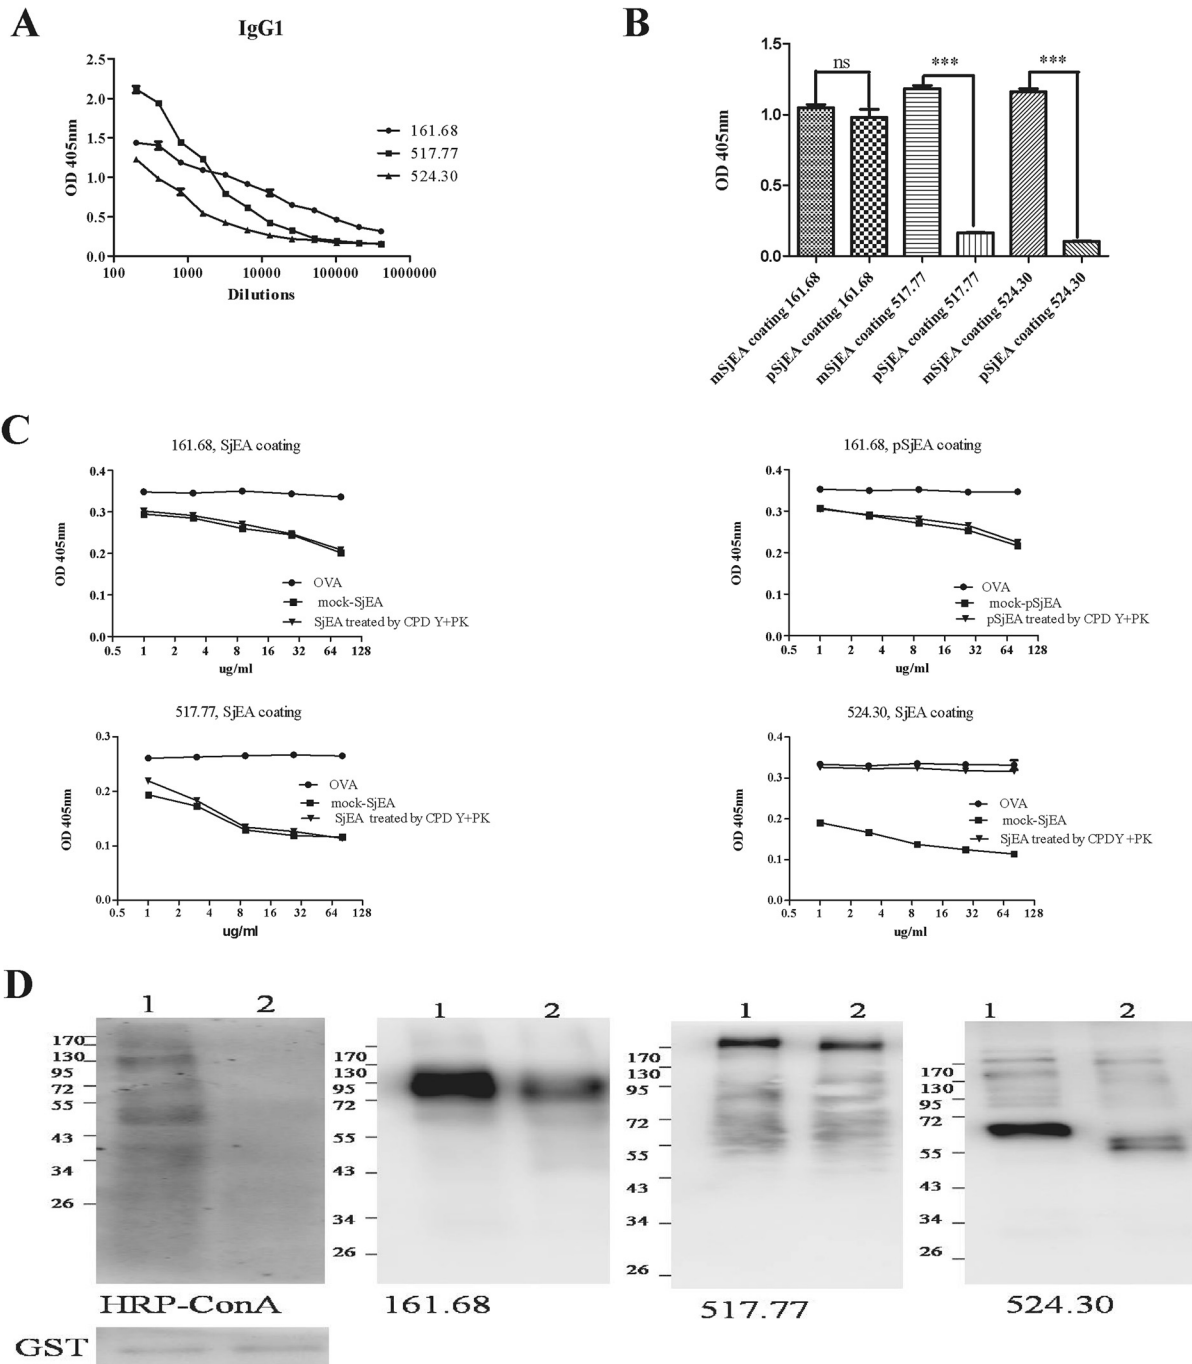 A
IgG1
OD 405nm
2.5
2.0
1.5
1.0
0.5
0.0
100
1000
10000
100000
1000000
Dilutions
161.68
517.77
524.30
B
OD 405nm
1.5
1.0
0.5
0.0
ns
***
***
mSjEA coating 161.68
pSjEA coating 161.68
mSjEA coating 517.77
pSjEA coating 517.77
mSjEA coating 524.30
pSjEA coating 524.30
C
161.68, SjEA coating
OD 405nm
0.4
0.3
0.2
0.1
0.0
OVA
mock-SjEA
SjEA treated by CPD Y+PK
0.5 1 2 4 8 16 32 64 128
ug/ml
161.68, pSjEA coating
OD 405nm
0.4
0.3
0.2
0.1
0.0
OVA
mock-pSjEA
pSjEA treated by CPD Y+PK
0.5 1 2 4 8 16 32 64 128
ug/ml
517.77, SjEA coating
OD 405nm
0.3
0.2
0.1
0.0
OVA
mock-SjEA
SjEA treated by CPD Y+PK
0.5 1 2 4 8 16 32 64 128
ug/ml
524.30, SjEA coating
OD 405nm
0.4
0.3
0.2
0.1
0.0
OVA
mock-SjEA
SjEA treated by CPDY +PK
0.5 1 2 4 8 16 32 64 128
ug/ml
D
1 2
170
130
95
72
55
43
34
26
HRP-ConA
GST
1 2
170
130
95
72
55
43
34
26
161.68
1 2
170
130
95
72
55
43
34
26
517.77
1 2
170
130
95
72
55
43
34
26
524.30